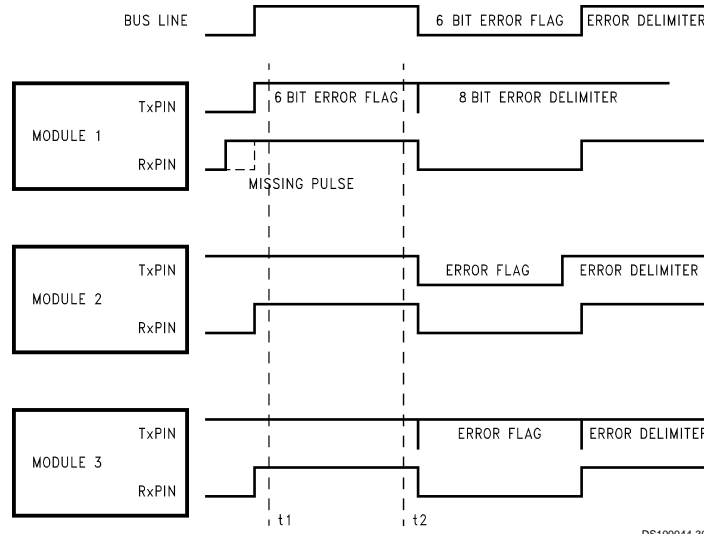 BUS LINE
6 BIT ERROR FLAG
ERROR DELIMITER
TxPIN
6 BIT ERROR FLAG
8 BIT ERROR DELIMITER
MODULE 1
RxPIN
MISSING PULSE
TxPIN
ERROR FLAG
ERROR DELIMITER
MODULE 2
RxPIN
TxPIN
ERROR FLAG
ERROR DELIMITER
MODULE 3
RxPIN
t1
t2